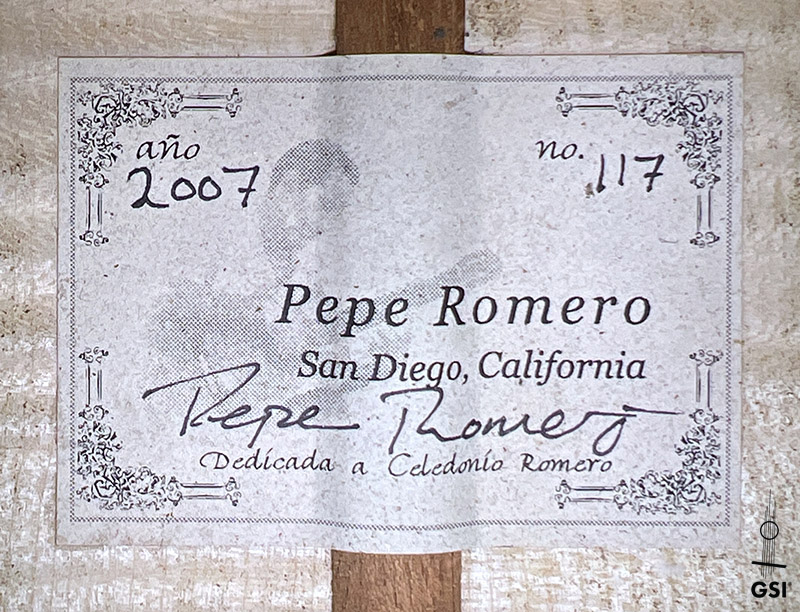 año
no.
2007
117
Pepe Romero
San Diego, California
Pepe Romero
Dedicada a Celedonio Romero
GSI